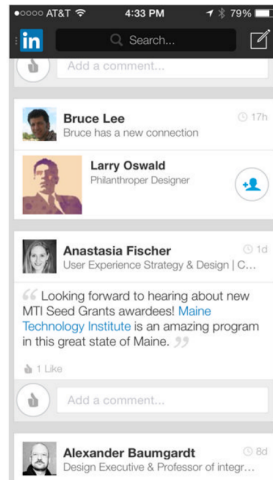 AT&T 4:33 PM 79%
in Search...
Add a comment...
Bruce Lee 17h
Bruce has a new connection
Larry Oswald
Philanthroper Designer
Anastasia Fischer 1d
User Experience Strategy & Design | C...
“ Looking forward to hearing about new
MTI Seed Grants awardees! Maine
Technology Institute is an amazing program
in this great state of Maine. ”
1 Like
Add a comment...
Alexander Baumgardt 8d
Design Executive & Professor of integr...